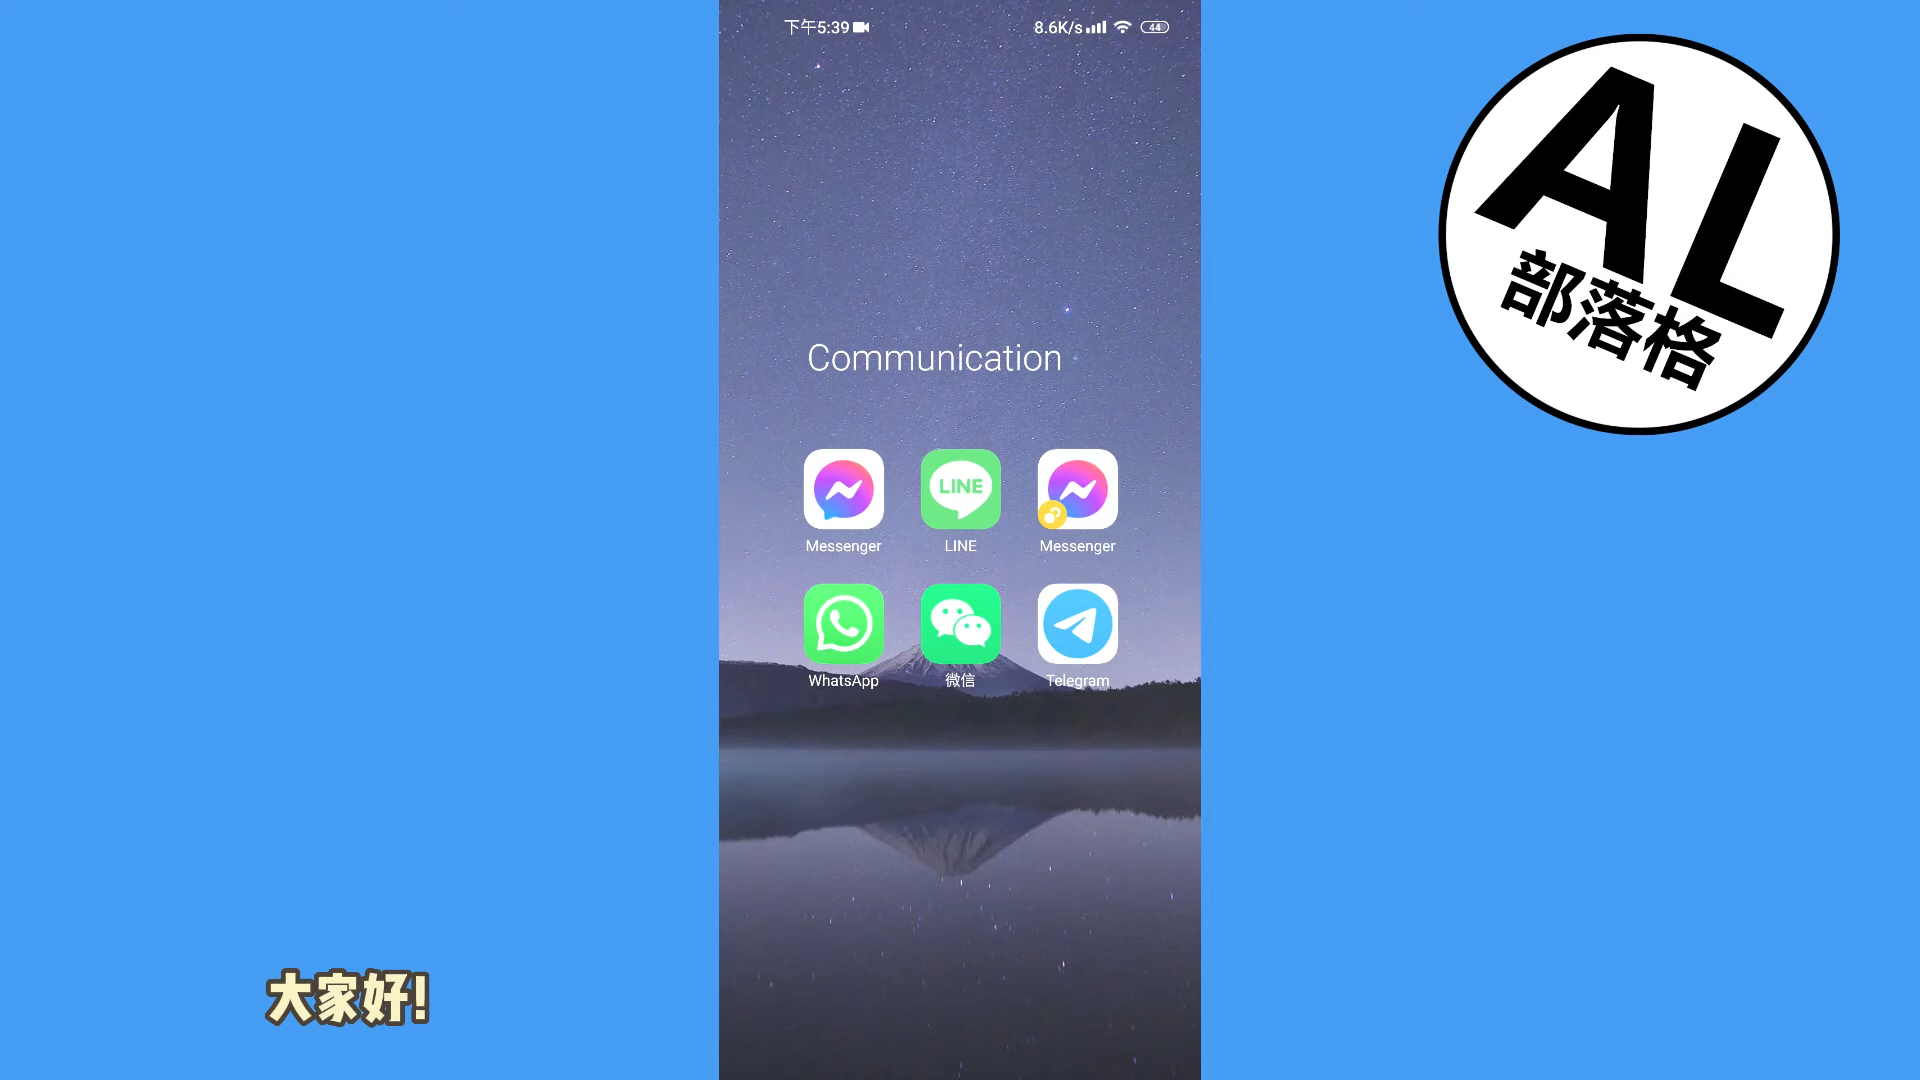 下午5:39
8.6K/s
44
AL
部落格
Communication
LINE
Messenger
LINE
Messenger
WhatsApp
微信
Telegram
大家好!